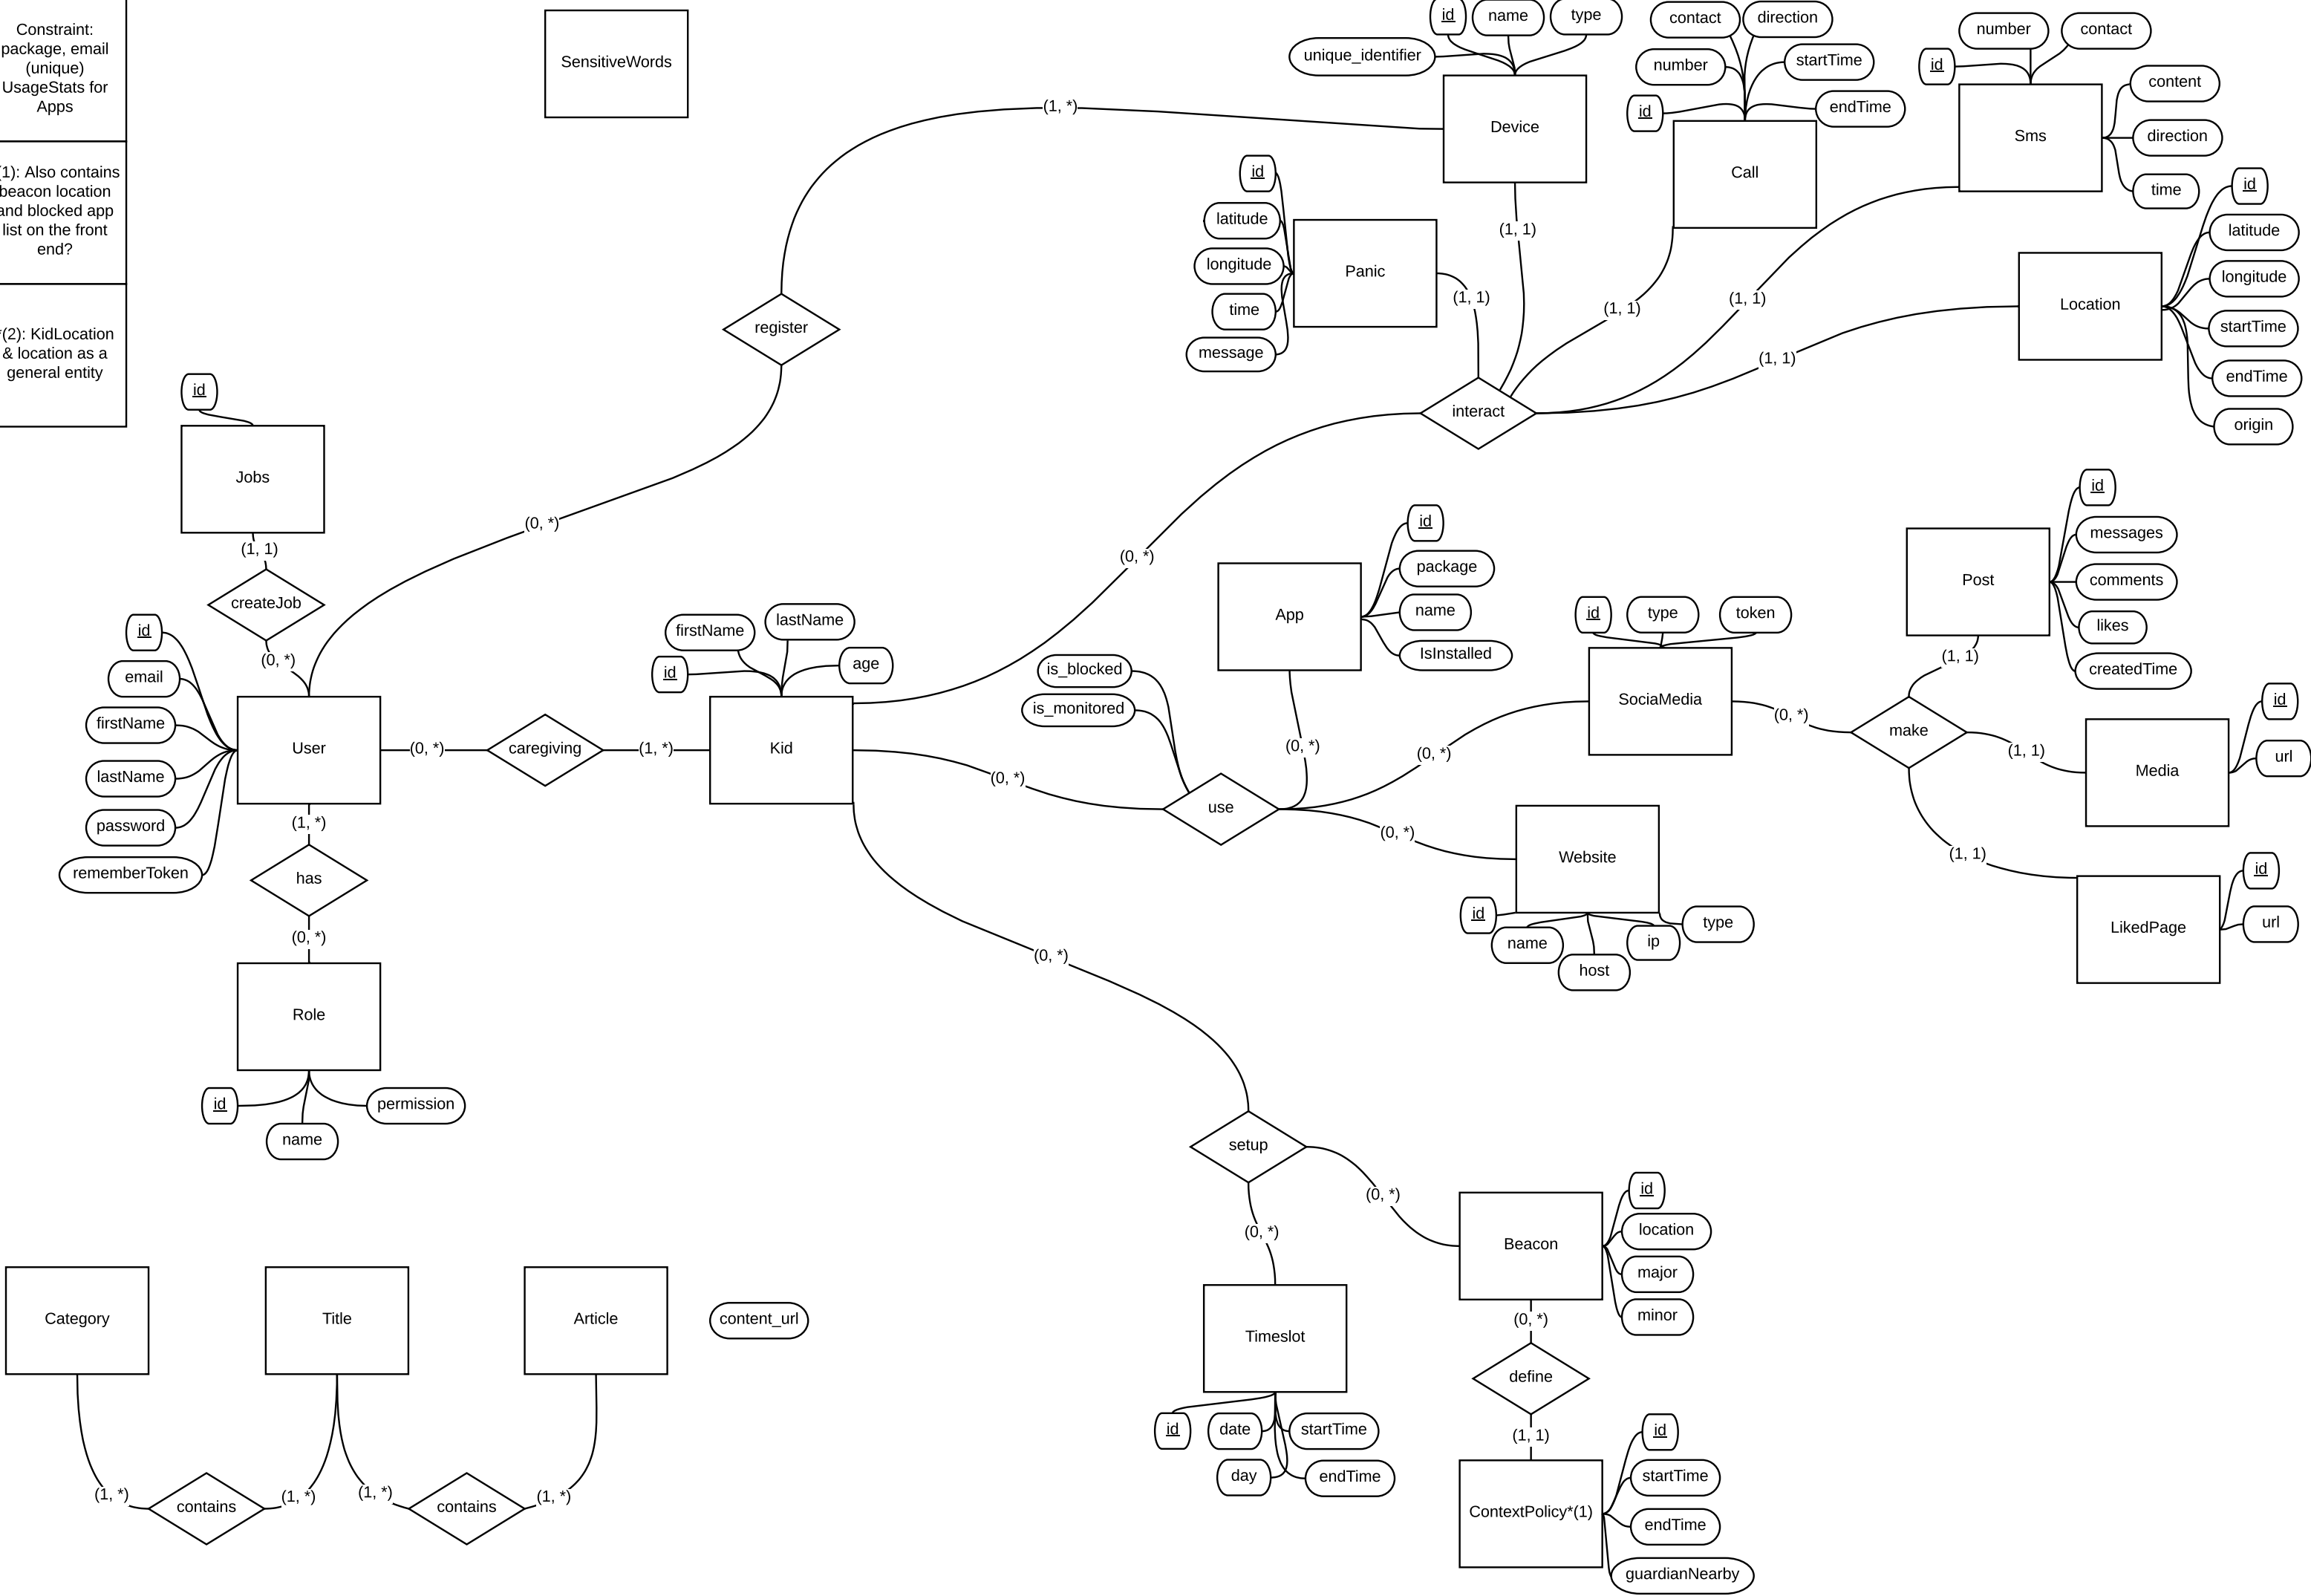 Constraint:
package, email
(unique)
UsageStats for
Apps
(1): Also contains
beacon location
and blocked app
list on the front
end?
*(2): KidLocation
& location as a
general entity
SensitiveWords
id
name
type
unique_identifier
Device
contact
direction
number
startTime
id
endTime
Call
number
contact
id
content
Sms
direction
time
(1, *)
id
latitude
longitude
time
message
Panic
(1, 1)
(1, 1)
(1, 1)
(1, 1)
(1, 1)
id
latitude
longitude
startTime
endTime
origin
Location
register
interact
id
Jobs
(1, 1)
createJob
(0, *)
(0, *)
(0, *)
id
email
firstName
lastName
password
rememberToken
User
(0, *)
caregiving
(1, *)
firstName
lastName
id
age
Kid
(0, *)
is_blocked
is_monitored
use
id
package
name
IsInstalled
App
(0, *)
(0, *)
(0, *)
id
type
token
SociaMedia
(0, *)
make
(1, 1)
(1, 1)
(1, 1)
id
messages
comments
likes
createdTime
Post
id
url
Media
id
url
LikedPage
Website
id
name
host
ip
type
(1, *)
has
(0, *)
Role
id
name
permission
(0, *)
setup
(0, *)
(0, *)
Beacon
id
location
major
minor
(0, *)
define
(1, 1)
ContextPolicy*(1)
id
startTime
endTime
guardianNearby
Timeslot
id
date
startTime
day
endTime
Category
Title
Article
content_url
(1, *)
contains
(1, *)
(1, *)
contains
(1, *)